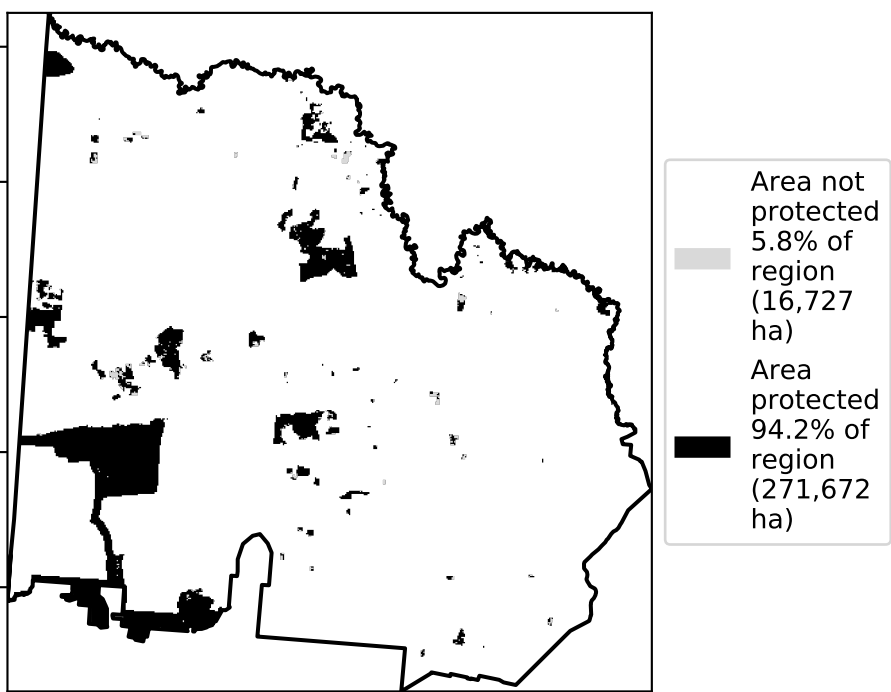 Area not
protected
5.8% of
region
(16,727
ha)
Area
protected
94.2% of
region
(271,672
ha)